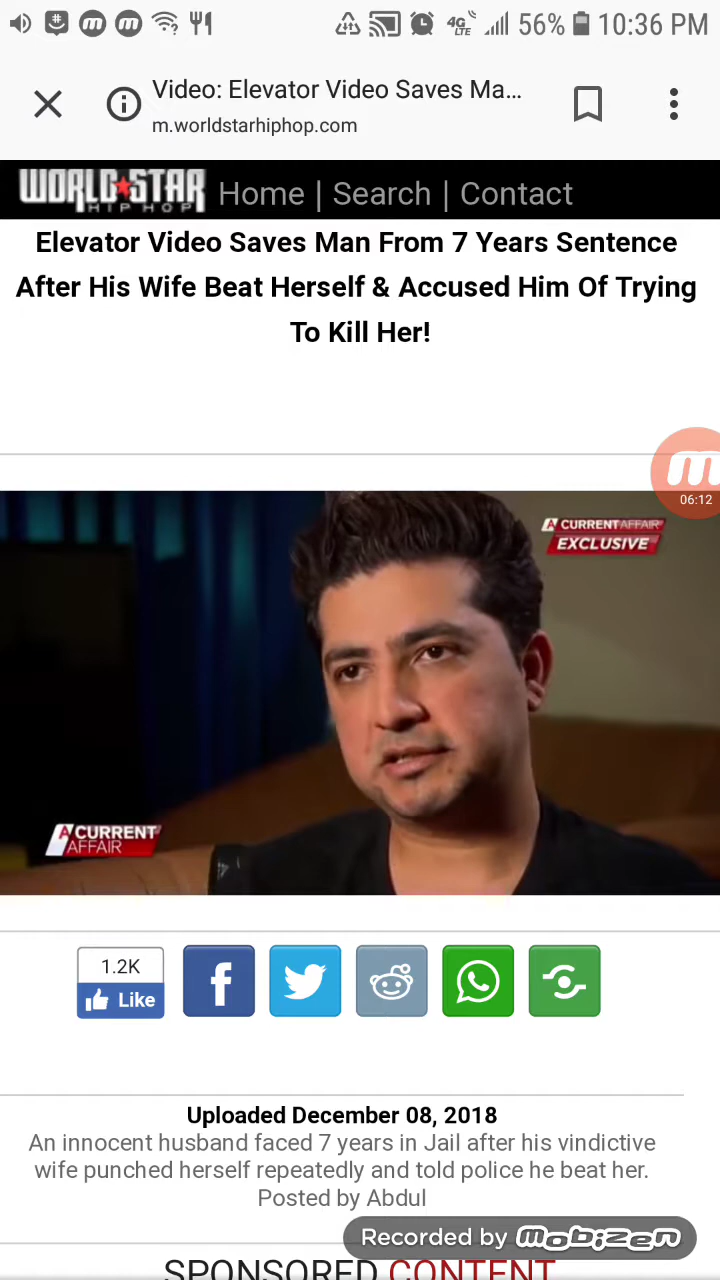 4G LTE 56% 10:36 PM
Video: Elevator Video Saves Ma...
m.worldstarhiphop.com
WORLD STAR
HIP HOP
Home | Search | Contact
Elevator Video Saves Man From 7 Years Sentence
After His Wife Beat Herself & Accused Him Of Trying
To Kill Her!
06:12
A CURRENT AFFAIR
EXCLUSIVE
A CURRENT
AFFAIR
1.2K
Like
Uploaded December 08, 2018
An innocent husband faced 7 years in Jail after his vindictive
wife punched herself repeatedly and told police he beat her.
Posted by Abdul
Recorded by mobizen
SPONSORED CONTENT